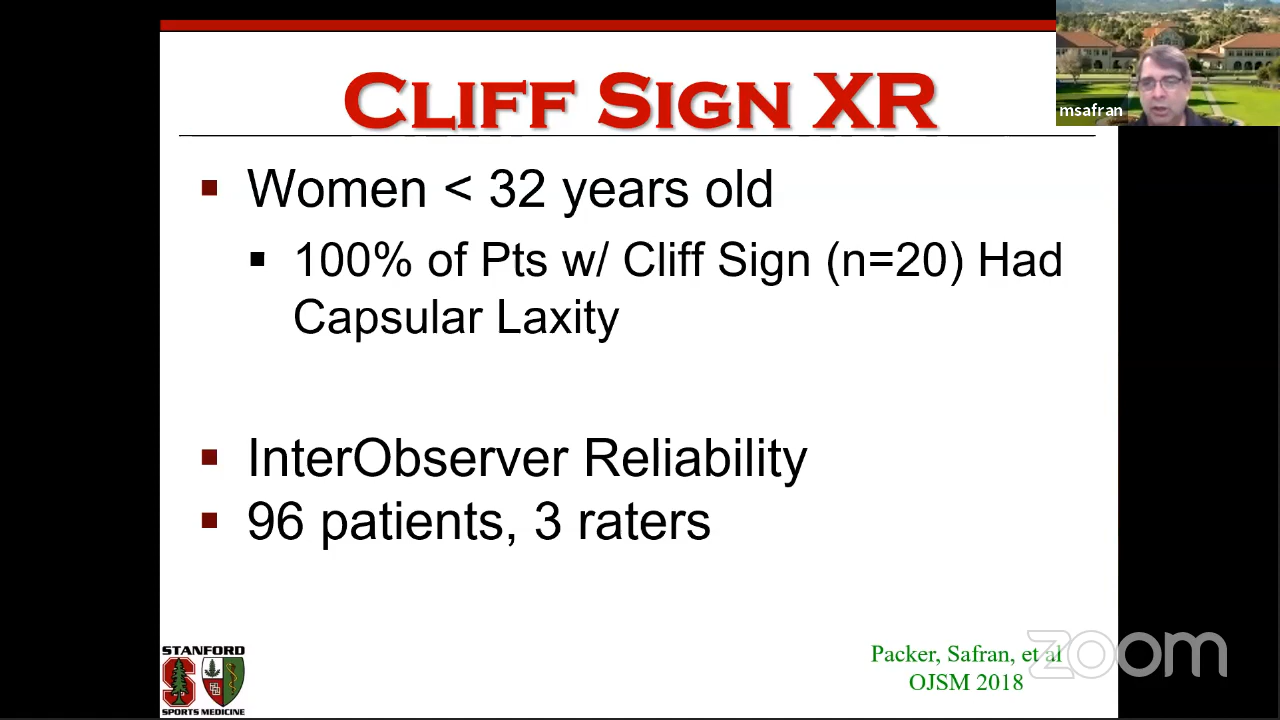 CLIFF SIGN XR
msafran
Women < 32 years old
100% of Pts w/ Cliff Sign (n=20) Had
Capsular Laxity
InterObserver Reliability
96 patients, 3 raters
STANFORD
S
SPORTS MEDICINE
Packer, Safran, et al
OJSM 2018
zoom